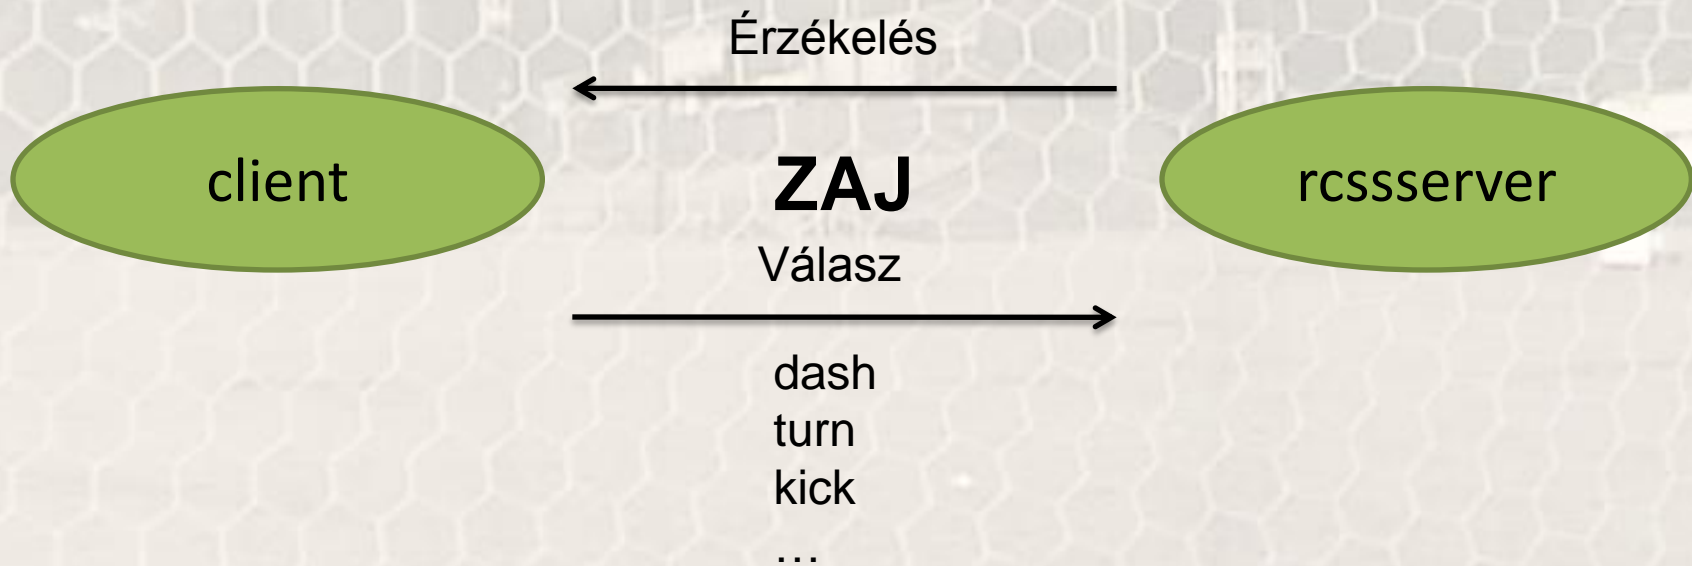 Érzékelés
client
ZAJ
rcssserver
Válasz
dash
turn
kick
…